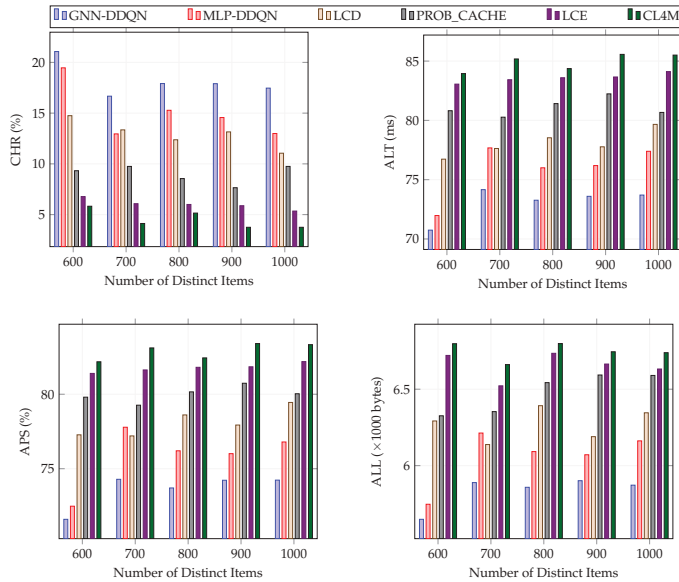 GNN-DDQN MLP-DDQN LCD PROB_CACHE LCE CL4M
20
15
10
5
CHR (%)
600 700 800 900 1000
Number of Distinct Items
85
80
75
70
ALT (ms)
600 700 800 900 1000
Number of Distinct Items
80
75
APS (%)
600 700 800 900 1000
Number of Distinct Items
6.5
6
ALL (×1000 bytes)
600 700 800 900 1000
Number of Distinct Items